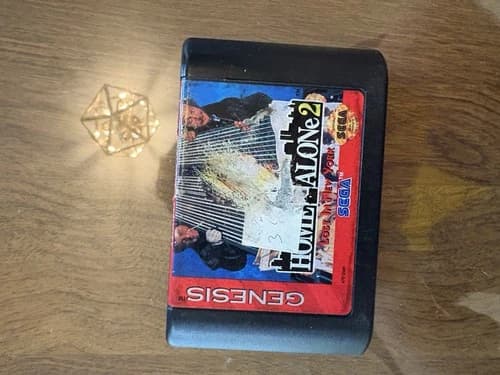 GENESIS
HOME ALONe 2
LOST IN NEW YORK
SEGA
SEGA